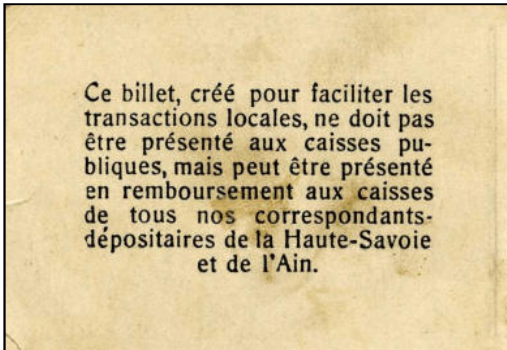 Ce billet, créé pour faciliter les
transactions locales, ne doit pas
être présenté aux caisses pu-
bliques, mais peut être présenté
en remboursement aux caisses
de tous nos correspondants-
dépositaires de la Haute-Savoie
et de l'Ain.